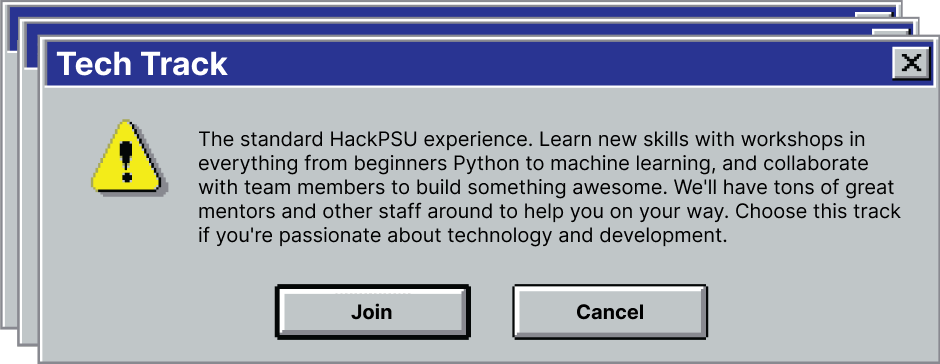 Tech Track
The standard HackPSU experience. Learn new skills with workshops in
everything from beginners Python to machine learning, and collaborate
with team members to build something awesome. We'll have tons of great
mentors and other staff around to help you on your way. Choose this track
if you're passionate about technology and development.
Join
Cancel